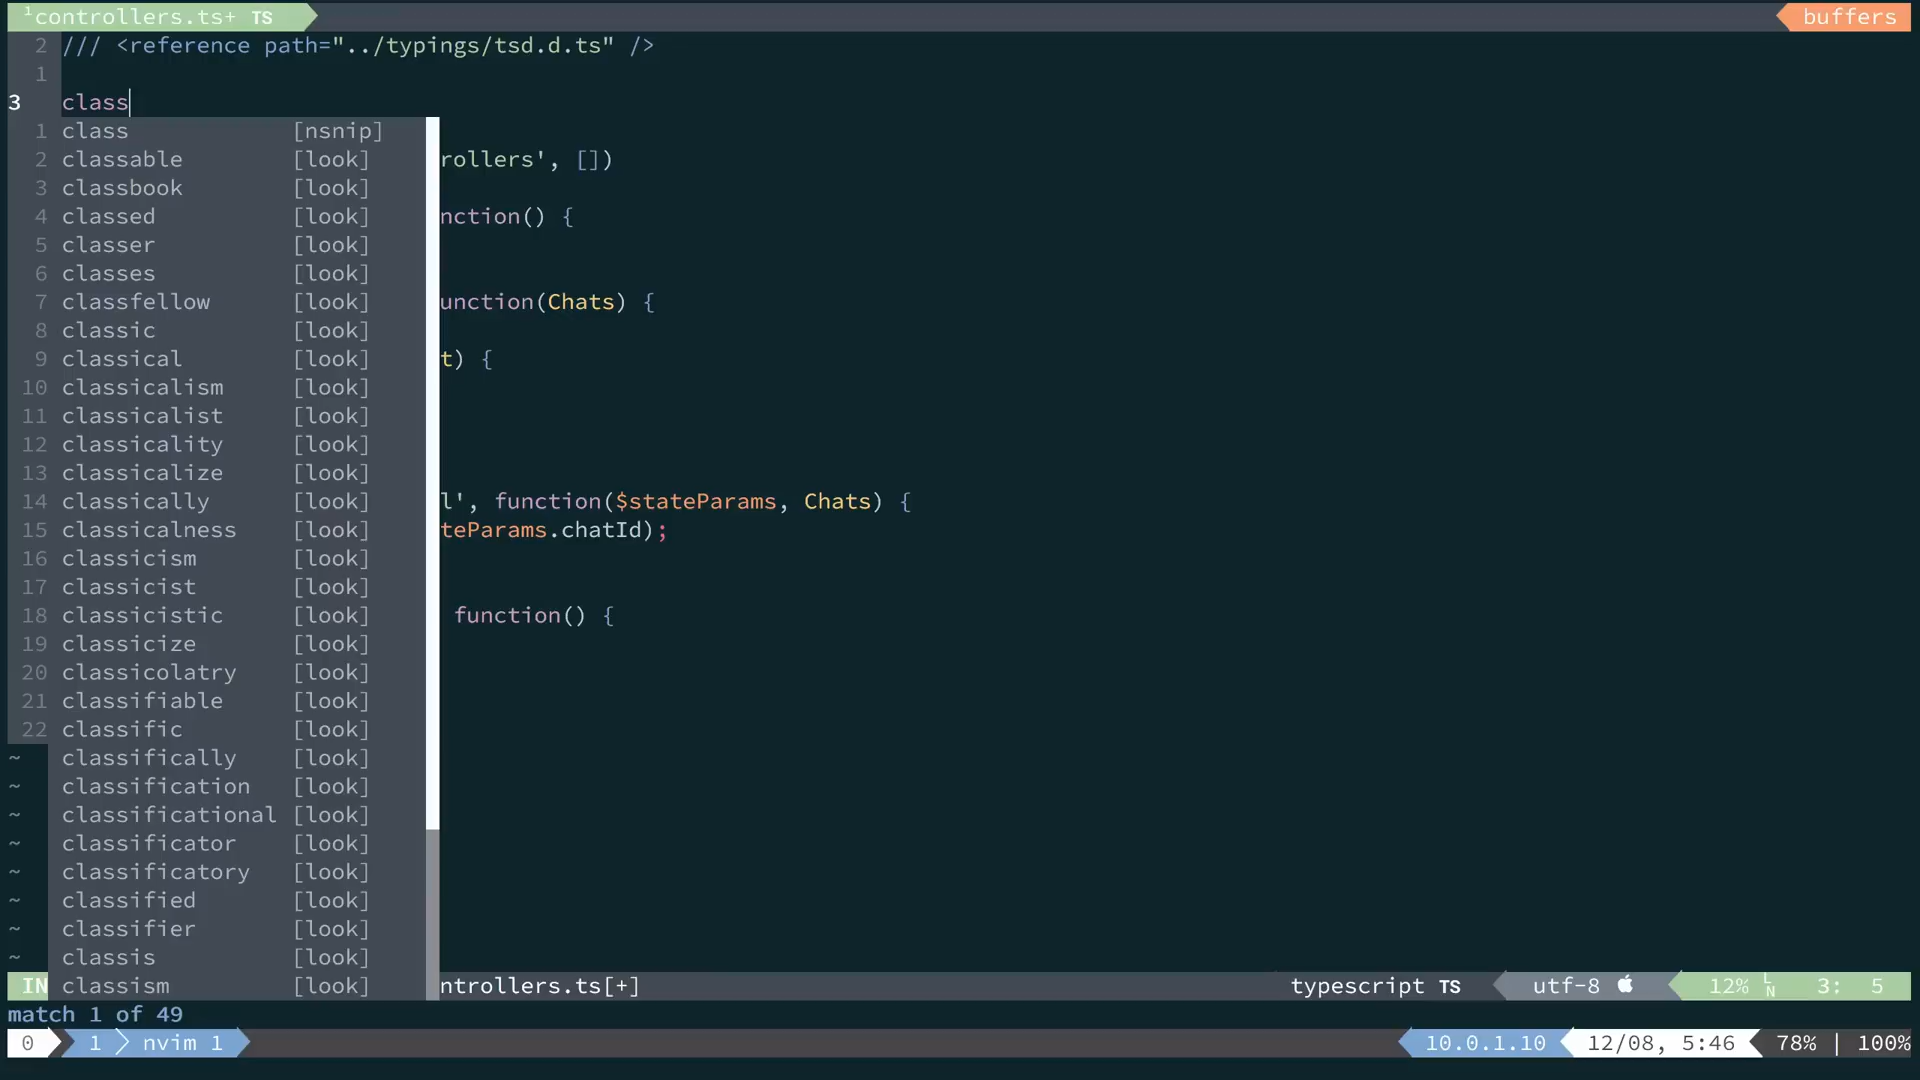 ¹controllers.ts+ TS buffers
2 /// <reference path="../typings/tsd.d.ts" />
1
3 class
1 class [nsnip]
2 classable [look] rollers', [])
3 classbook [look]
4 classed [look] nction() {
5 classer [look]
6 classes [look]
7 classfellow [look] unction(Chats) {
8 classic [look]
9 classical [look] t) {
10 classicalism [look]
11 classicalist [look]
12 classicality [look]
13 classicalize [look]
14 classically [look] l', function($stateParams, Chats) {
15 classicalness [look] teParams.chatId);
16 classicism [look]
17 classicist [look]
18 classicistic [look] function() {
19 classicize [look]
20 classicolatry [look]
21 classifiable [look]
22 classific [look]
~ classifically [look]
~ classification [look]
~ classificational [look]
~ classificator [look]
~ classificatory [look]
~ classified [look]
~ classifier [look]
~ classis [look]
IN classism [look] ntrollers.ts[+] typescript TS utf-8 12% LN 3: 5
match 1 of 49
0 1 nvim 1 10.0.1.10 12/08, 5:46 78% | 100%